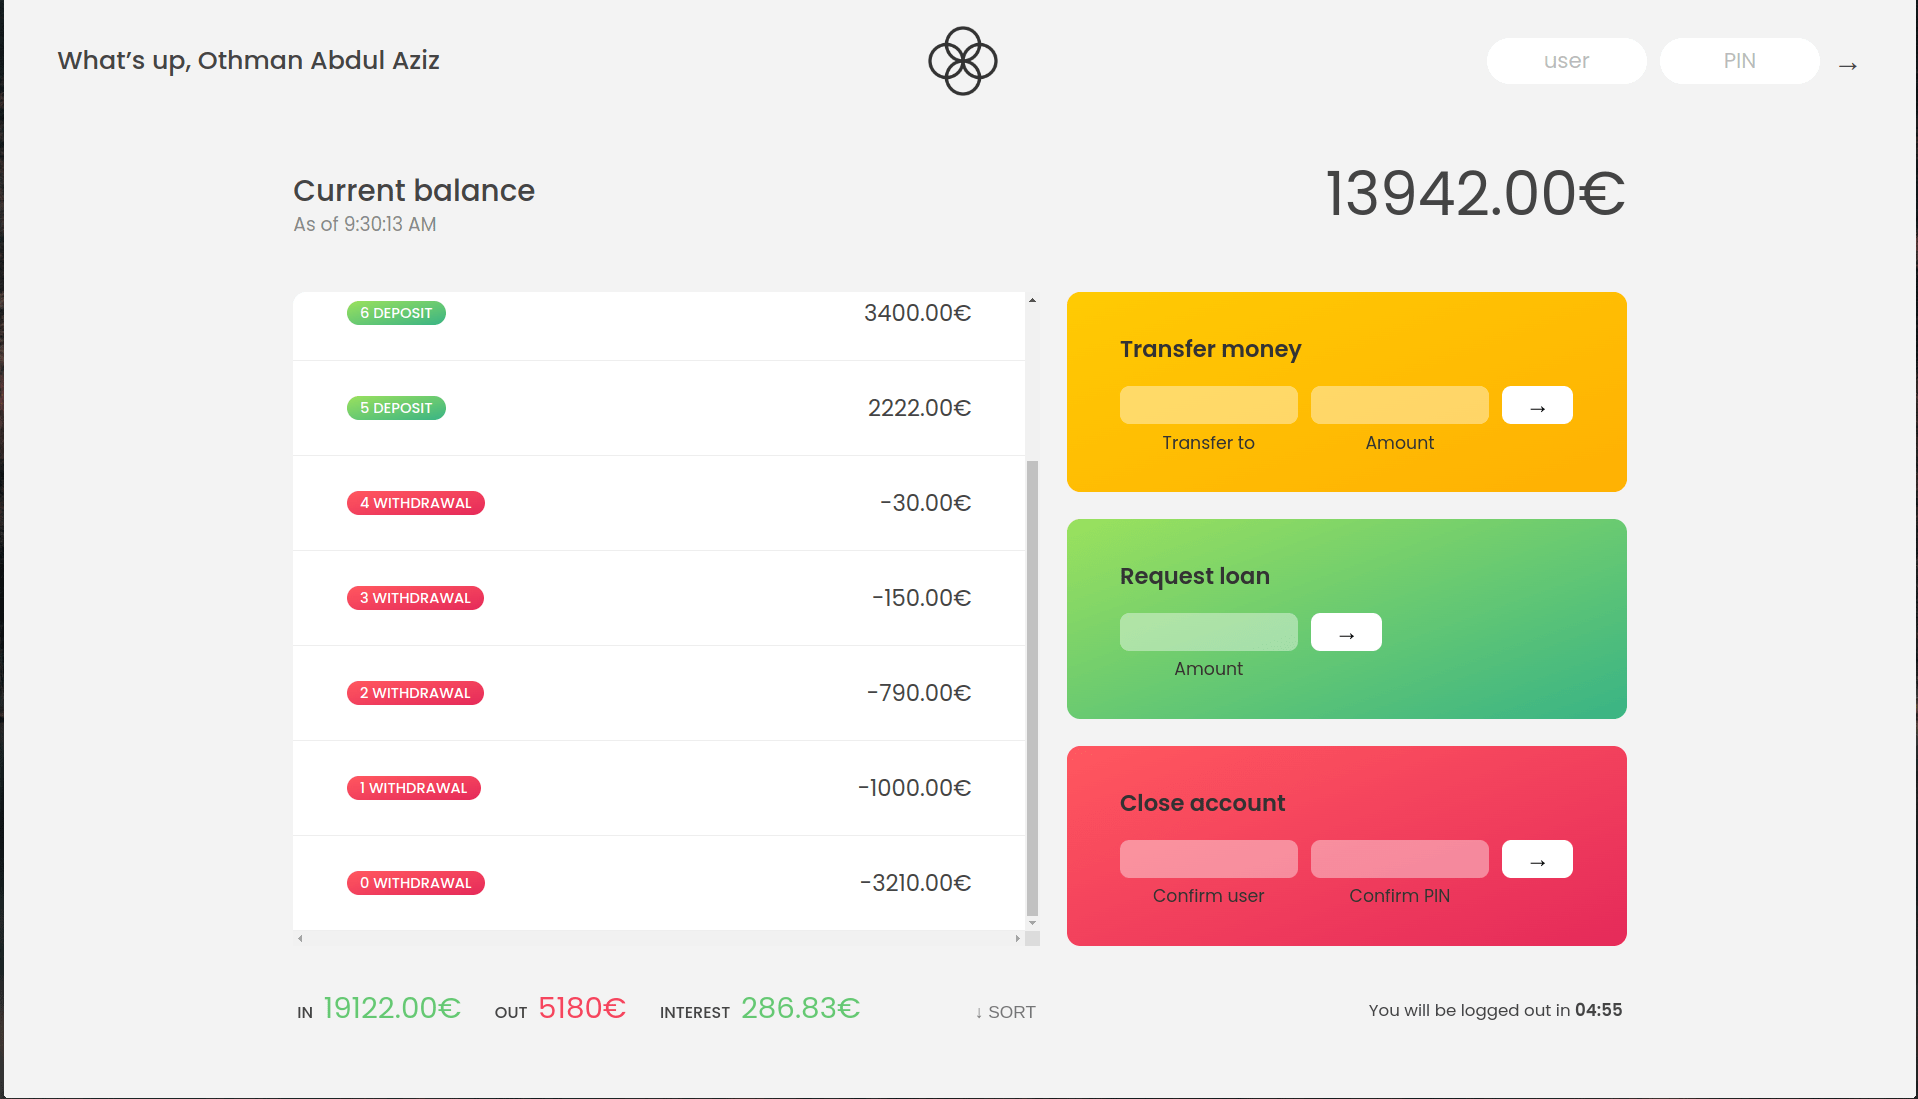 What’s up, Othman Abdul Aziz
user
PIN
→
Current balance
As of 9:30:13 AM
13942.00€
6 DEPOSIT 3400.00€
5 DEPOSIT 2222.00€
4 WITHDRAWAL -30.00€
3 WITHDRAWAL -150.00€
2 WITHDRAWAL -790.00€
1 WITHDRAWAL -1000.00€
0 WITHDRAWAL -3210.00€
Transfer money
→
Transfer to Amount
Request loan
→
Amount
Close account
→
Confirm user Confirm PIN
IN 19122.00€ OUT 5180€ INTEREST 286.83€ ↓ SORT
You will be logged out in 04:55